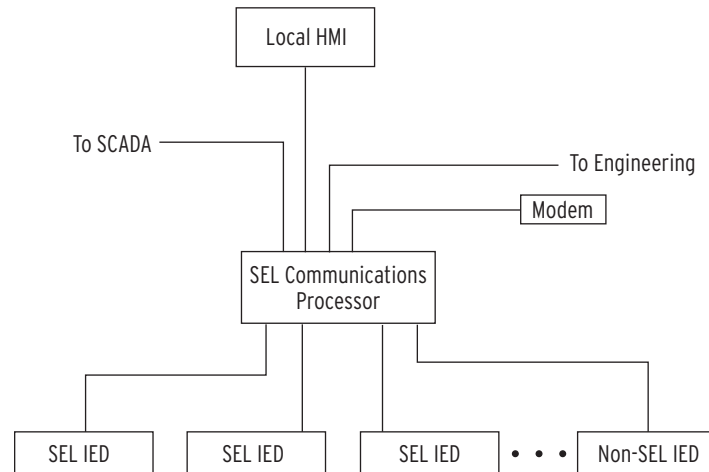 Local HMI
To SCADA
To Engineering
Modem
SEL Communications
Processor
SEL IED
SEL IED
SEL IED
Non-SEL IED